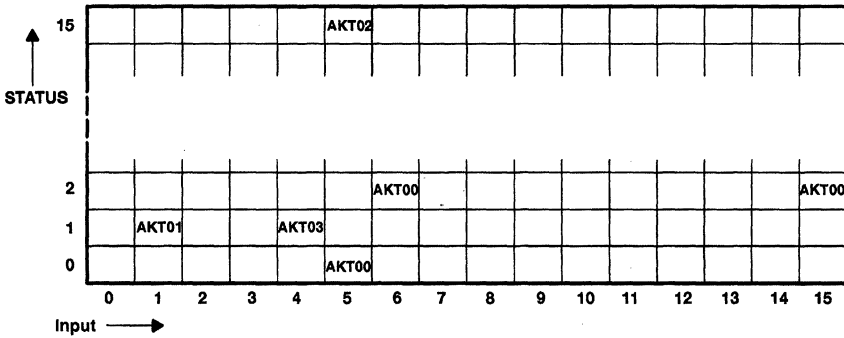 15 AKT02
STATUS
2 AKT00 AKT00
1 AKT01 AKT03
0 AKT00
0 1 2 3 4 5 6 7 8 9 10 11 12 13 14 15
Input